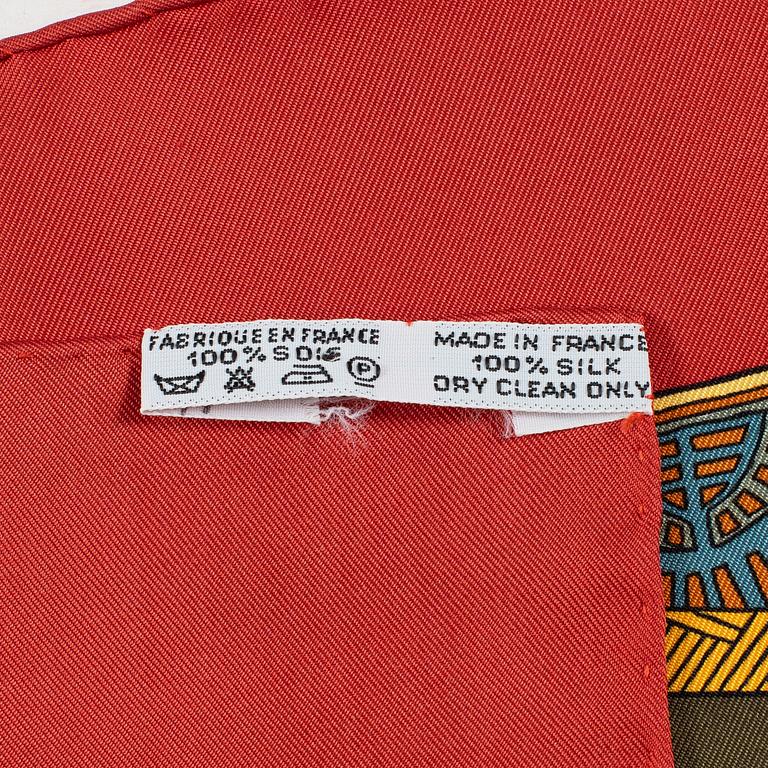 FABRIQUE EN FRANCE
100% SOIE
P
MADE IN FRANCE
100% SILK
DRY CLEAN ONLY